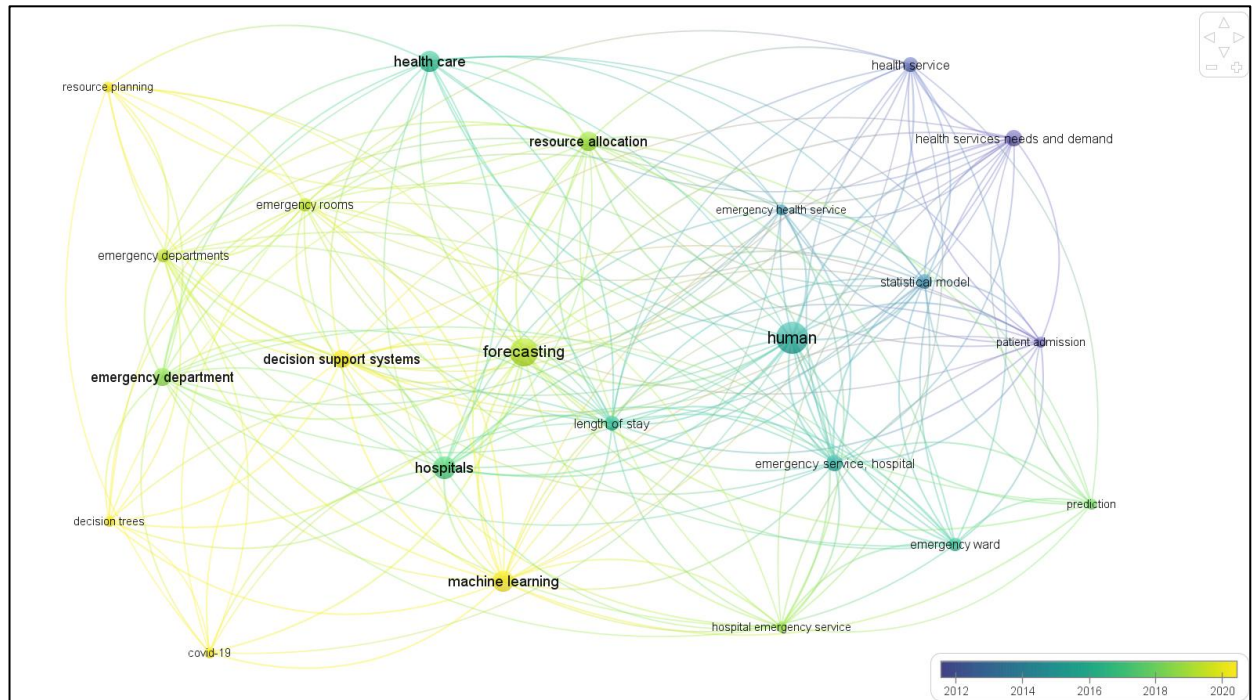 health care
health service
resource planning
resource allocation
health services needs and demand
emergency rooms
emergency health service
emergency departments
statistical model
human
patient admission
forecasting
decision support systems
emergency department
length of stay
hospitals
emergency service, hospital
prediction
decision trees
emergency ward
machine learning
hospital emergency service
covid-19
2012 2014 2016 2018 2020